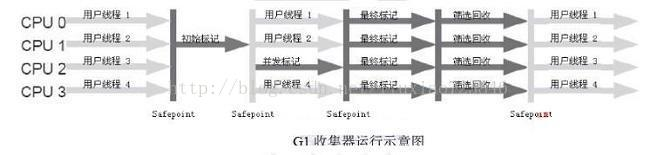 CPU 0 用户线程 1 用户线程 1 最终标记 筛选回收 用户线程 1
CPU 1 用户线程 2 初始标记 用户线程 2 最终标记 筛选回收 用户线程 2
CPU 2 用户线程 3 并发标记 最终标记 筛选回收 用户线程 3
CPU 3 用户线程 4 用户线程 4 最终标记 筛选回收 用户线程 4
Safepoint Safepoint Safepoint Safepoint
G1 收集器运行示意图